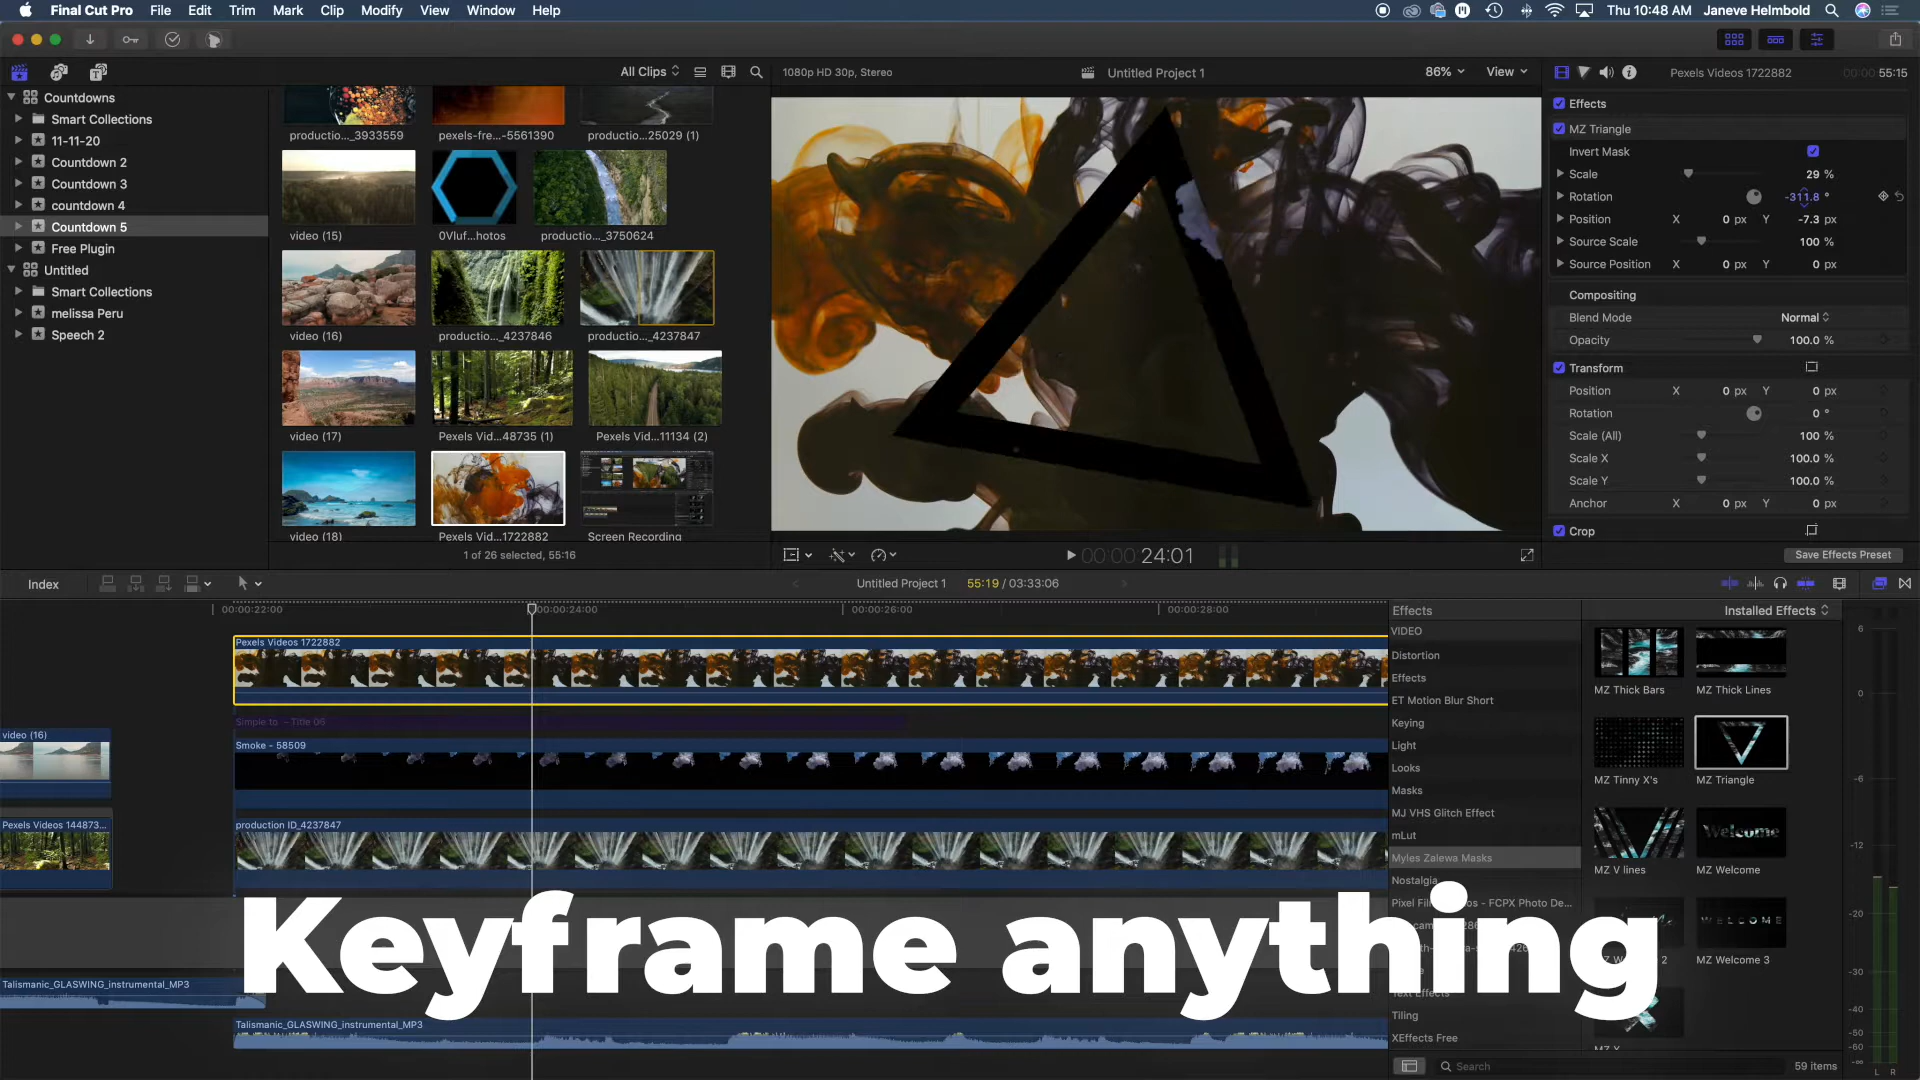 Final Cut Pro File Edit Trim Mark Clip Modify View Window Help
Thu 10:48 AM Janeve Helmbold
All Clips
1080p HD 30p, Stereo
Untitled Project 1
86%
View
Pexels Videos 1722882
00:00 55:15
Countdowns
Smart Collections
11-11-20
Countdown 2
Countdown 3
countdown 4
Countdown 5
Free Plugin
Untitled
Smart Collections
melissa Peru
Speech 2
productio..._3933559
pexels-fre...-5561390
productio...25029 (1)
video (15)
0Vluf...hotos
productio..._3750624
video (16)
productio..._4237846
productio..._4237847
video (17)
Pexels Vid...48735 (1)
Pexels Vid...11134 (2)
video (18)
Pexels Vid...1722882
Screen Recording
1 of 26 selected, 55:16
00:00 24:01
Effects
MZ Triangle
Invert Mask
Scale 29 %
Rotation -311.8 °
Position X 0 px Y -7.3 px
Source Scale 100 %
Source Position X 0 px Y 0 px
Compositing
Blend Mode Normal
Opacity 100.0 %
Transform
Position X 0 px Y 0 px
Rotation 0 °
Scale (All) 100 %
Scale X 100.0 %
Scale Y 100.0 %
Anchor X 0 px Y 0 px
Crop
Save Effects Preset
Index
Untitled Project 1 55:19 / 03:33:06
00:00:22:00
00:00:24:00
00:00:26:00
00:00:28:00
Pexels Videos 1722882
Simple to - Title 06
Smoke - 58509
production ID_4237847
video (16)
Pexels Videos 144873...
Talismanic_GLASWING_instrumental_MP3
Talismanic_GLASWING_instrumental_MP3
Effects
Installed Effects
VIDEO
Distortion
Effects
ET Motion Blur Short
Keying
Light
Looks
Masks
MJ VHS Glitch Effect
mLut
Myles Zalewa Masks
Nostalgia
Pixel Fil... - FCPX Photo De...
Text Effects
Tiling
XEffects Free
MZ Thick Bars
MZ Thick Lines
MZ Tinny X's
MZ Triangle
MZ V lines
Welcome
MZ Welcome
WELCOME
MZ Welcome 3
Search
59 items
6
0
-6
-12
-20
-30
-40
-50
-60
-∞
L R
Keyframe anything